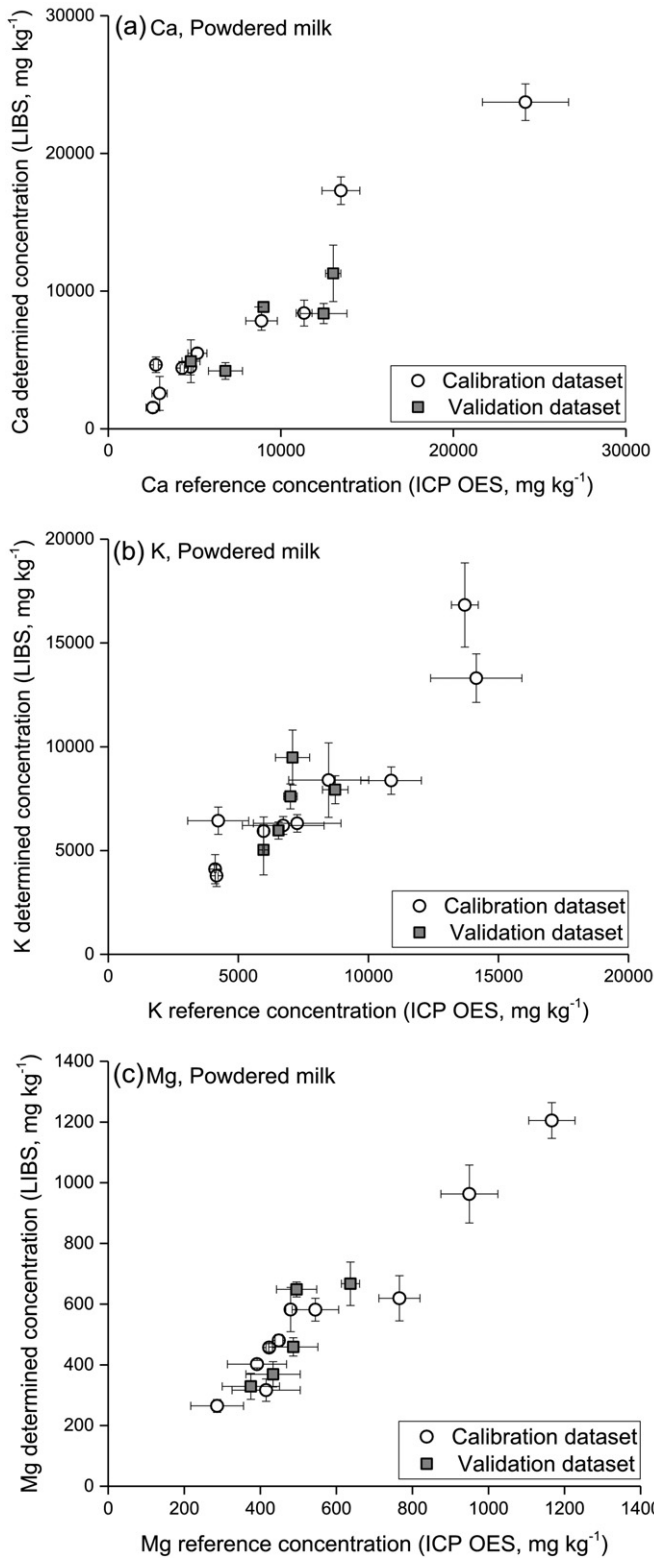 (a) Ca, Powdered milk
30000
20000
10000
0
Ca determined concentration (LIBS, mg kg⁻¹)
Calibration dataset
Validation dataset
0 10000 20000 30000
Ca reference concentration (ICP OES, mg kg⁻¹)
(b) K, Powdered milk
20000
15000
10000
5000
0
K determined concentration (LIBS, mg kg⁻¹)
Calibration dataset
Validation dataset
0 5000 10000 15000 20000
K reference concentration (ICP OES, mg kg⁻¹)
(c) Mg, Powdered milk
1400
1200
1000
800
600
400
200
0
Mg determined concentration (LIBS, mg kg⁻¹)
Calibration dataset
Validation dataset
0 200 400 600 800 1000 1200 1400
Mg reference concentration (ICP OES, mg kg⁻¹)